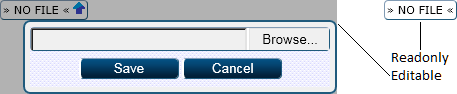 » NO FILE «
» NO FILE «
Browse...
Readonly
Editable
Save
Cancel